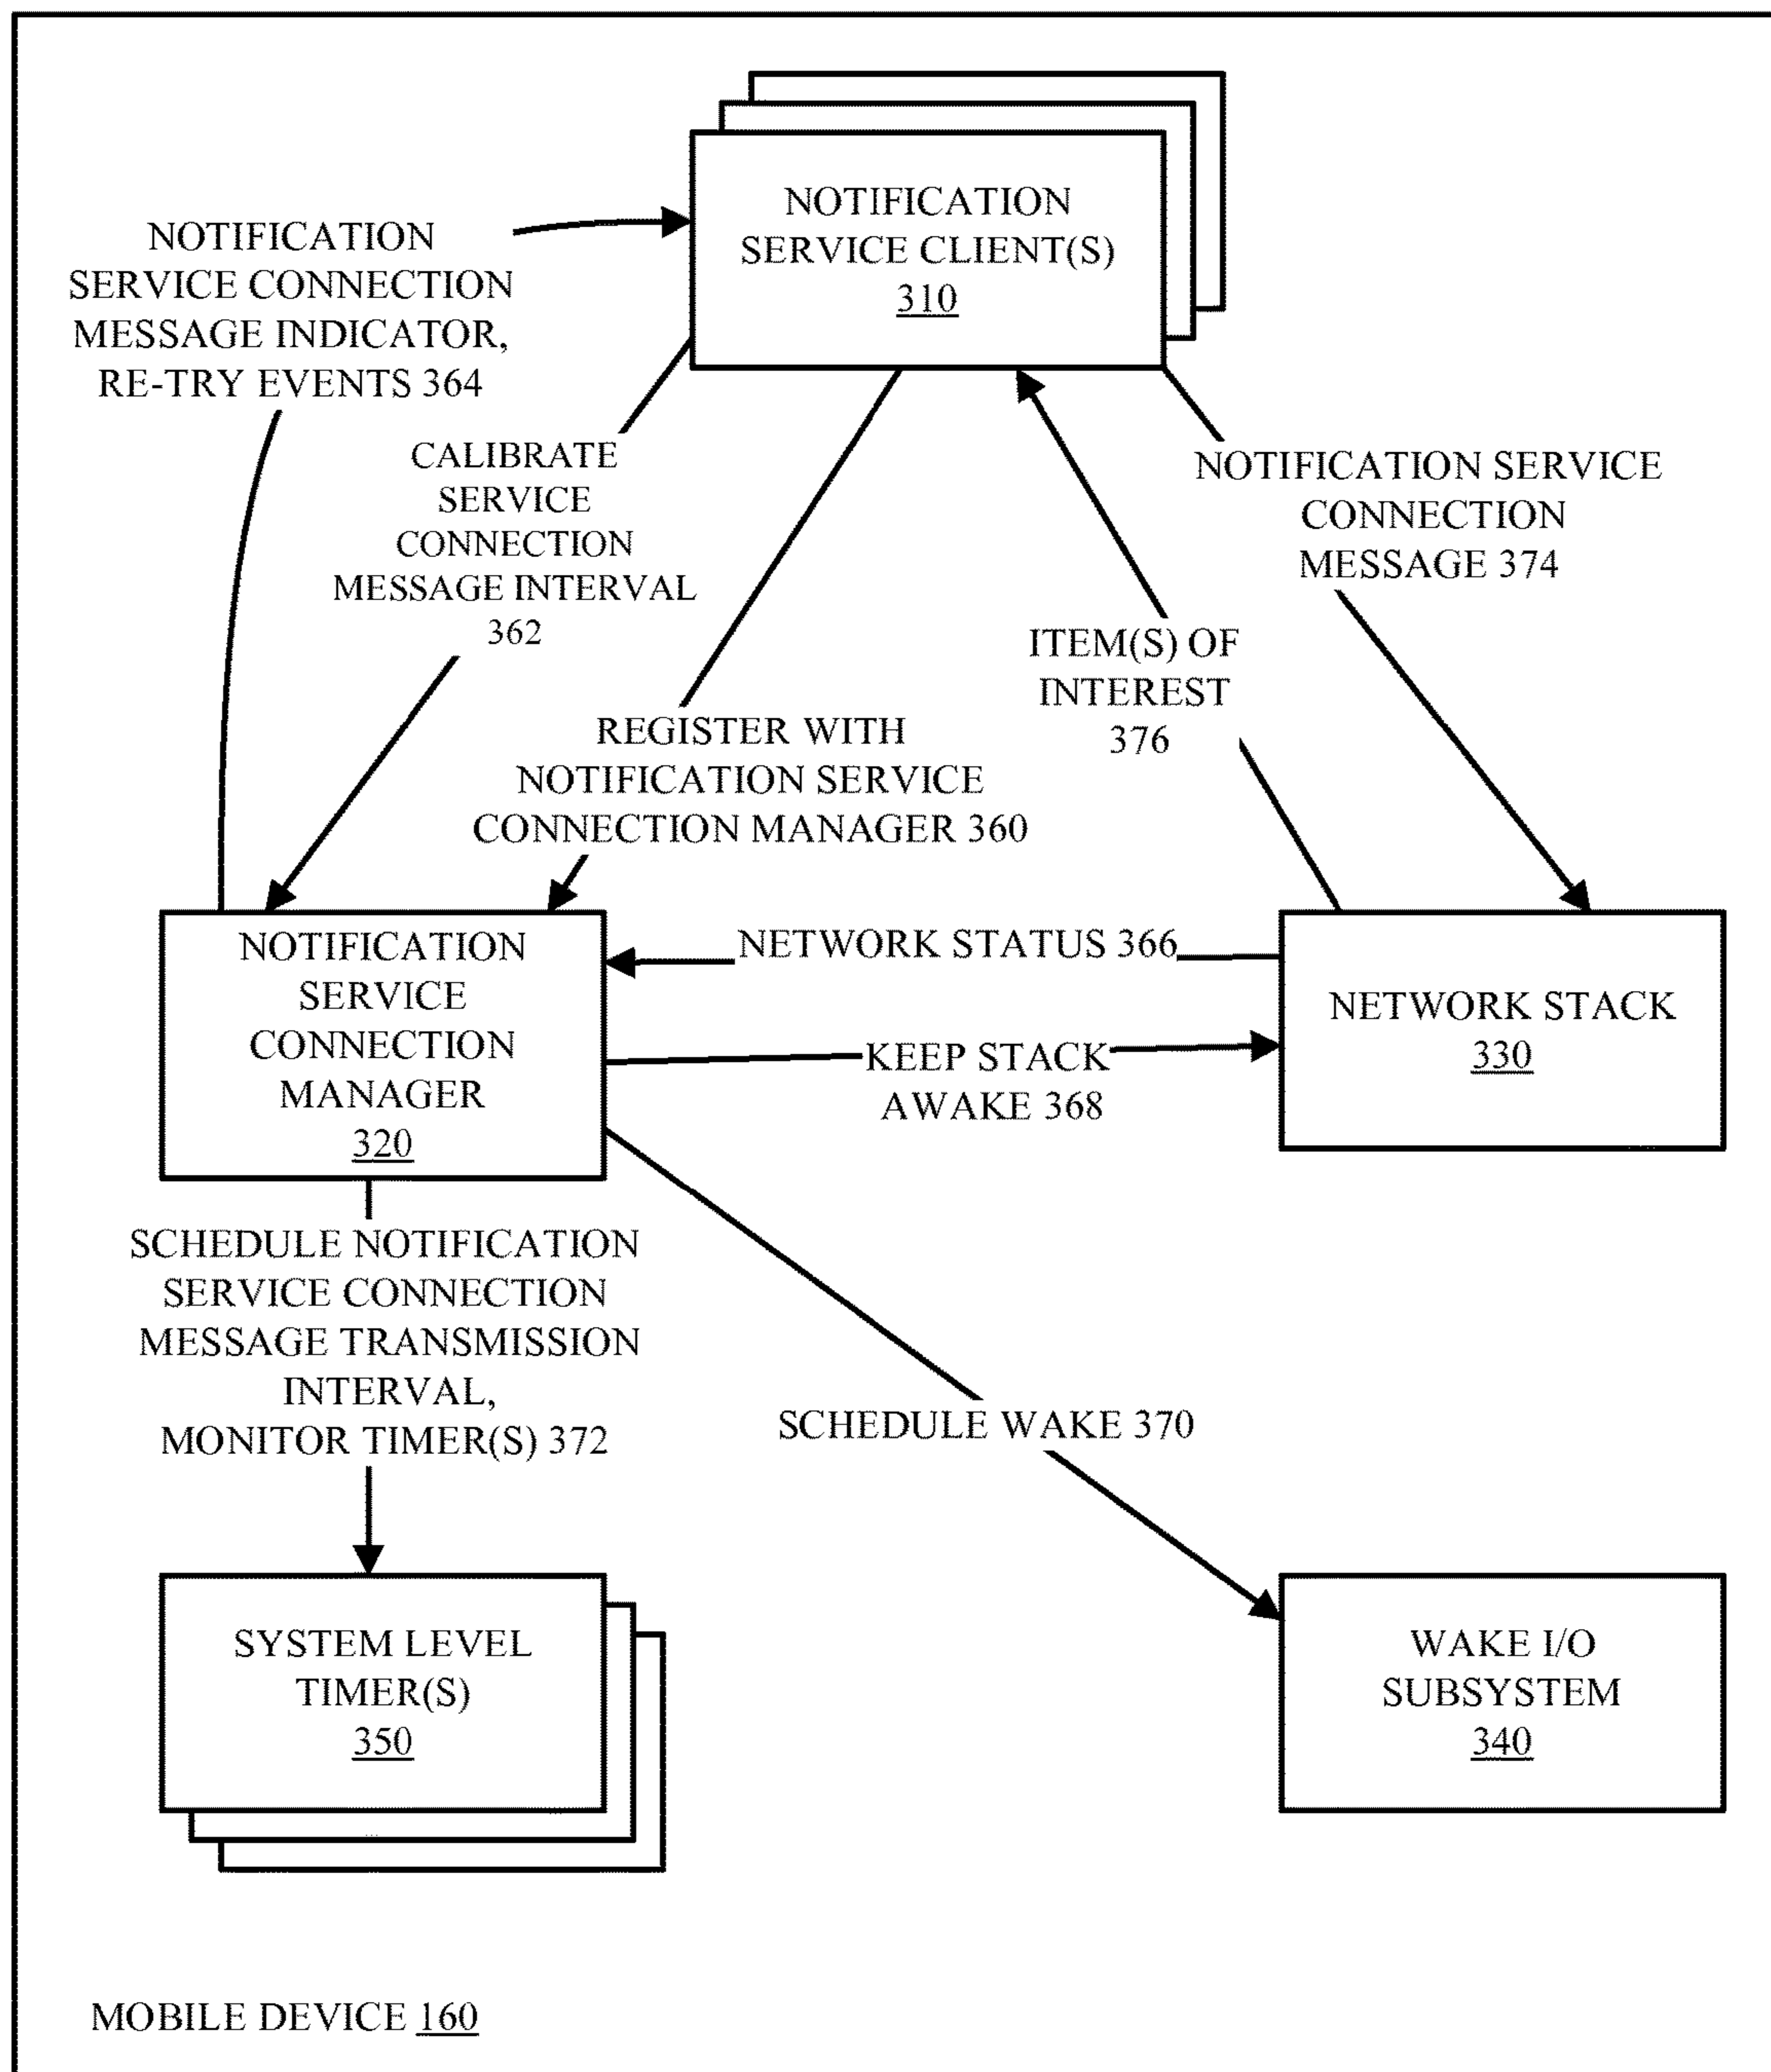 NOTIFICATION
SERVICE CLIENT(S)
310
NOTIFICATION
SERVICE CONNECTION
MESSAGE INDICATOR,
RE-TRY EVENTS 364
CALIBRATE
SERVICE
CONNECTION
MESSAGE INTERVAL
362
NOTIFICATION SERVICE
CONNECTION
MESSAGE 374
ITEM(S) OF
INTEREST
376
REGISTER WITH
NOTIFICATION SERVICE
CONNECTION MANAGER 360
NOTIFICATION
SERVICE
CONNECTION
MANAGER
320
NETWORK STATUS 366
KEEP STACK
AWAKE 368
NETWORK STACK
330
SCHEDULE NOTIFICATION
SERVICE CONNECTION
MESSAGE TRANSMISSION
INTERVAL,
MONITOR TIMER(S) 372
SCHEDULE WAKE 370
SYSTEM LEVEL
TIMER(S)
350
WAKE I/O
SUBSYSTEM
340
MOBILE DEVICE 160